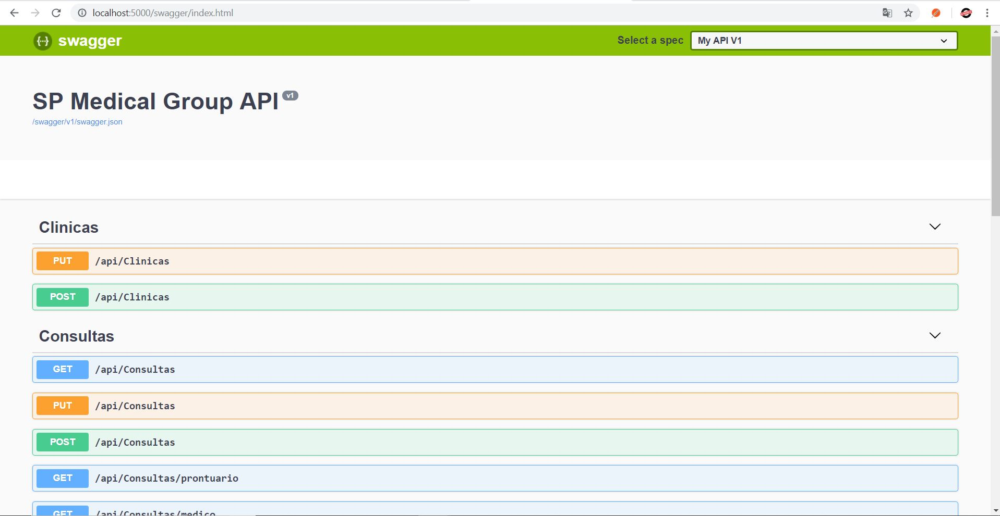 localhost:5000/swagger/index.html
swagger
Select a spec
My API V1
SP Medical Group API v1
/swagger/v1/swagger.json
Clinicas
PUT /api/Clinicas
POST /api/Clinicas
Consultas
GET /api/Consultas
PUT /api/Consultas
POST /api/Consultas
GET /api/Consultas/prontuario
GET /api/Consultas/medico